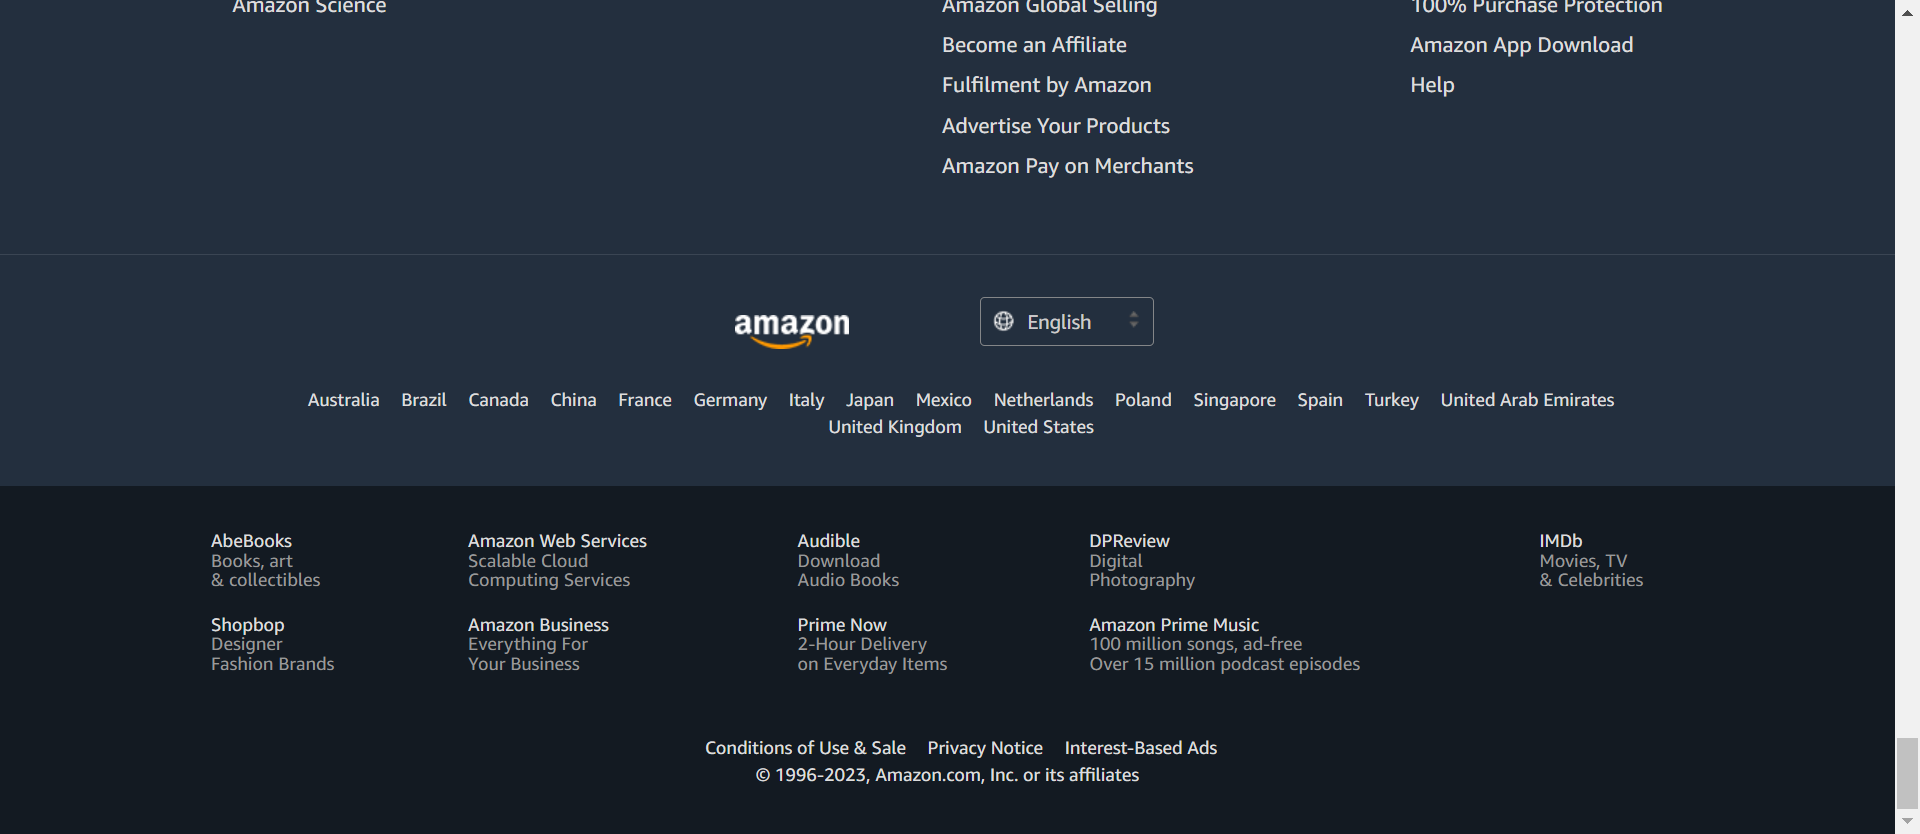 Amazon Science
Amazon Global Selling
Become an Affiliate
Fulfilment by Amazon
Advertise Your Products
Amazon Pay on Merchants
100% Purchase Protection
Amazon App Download
Help
amazon
English
Australia Brazil Canada China France Germany Italy Japan Mexico Netherlands Poland Singapore Spain Turkey United Arab Emirates
United Kingdom United States
AbeBooks
Books, art
& collectibles
Amazon Web Services
Scalable Cloud
Computing Services
Audible
Download
Audio Books
DPReview
Digital
Photography
IMDb
Movies, TV
& Celebrities
Shopbop
Designer
Fashion Brands
Amazon Business
Everything For
Your Business
Prime Now
2-Hour Delivery
on Everyday Items
Amazon Prime Music
100 million songs, ad-free
Over 15 million podcast episodes
Conditions of Use & Sale Privacy Notice Interest-Based Ads
© 1996-2023, Amazon.com, Inc. or its affiliates